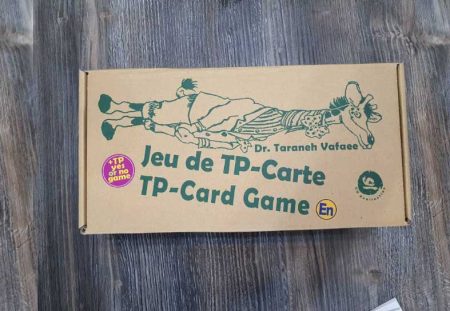 Dr. Taraneh Vafaee
Jeu de TP-Carte
TP-Card Game
En
+TP
yes
or no
game